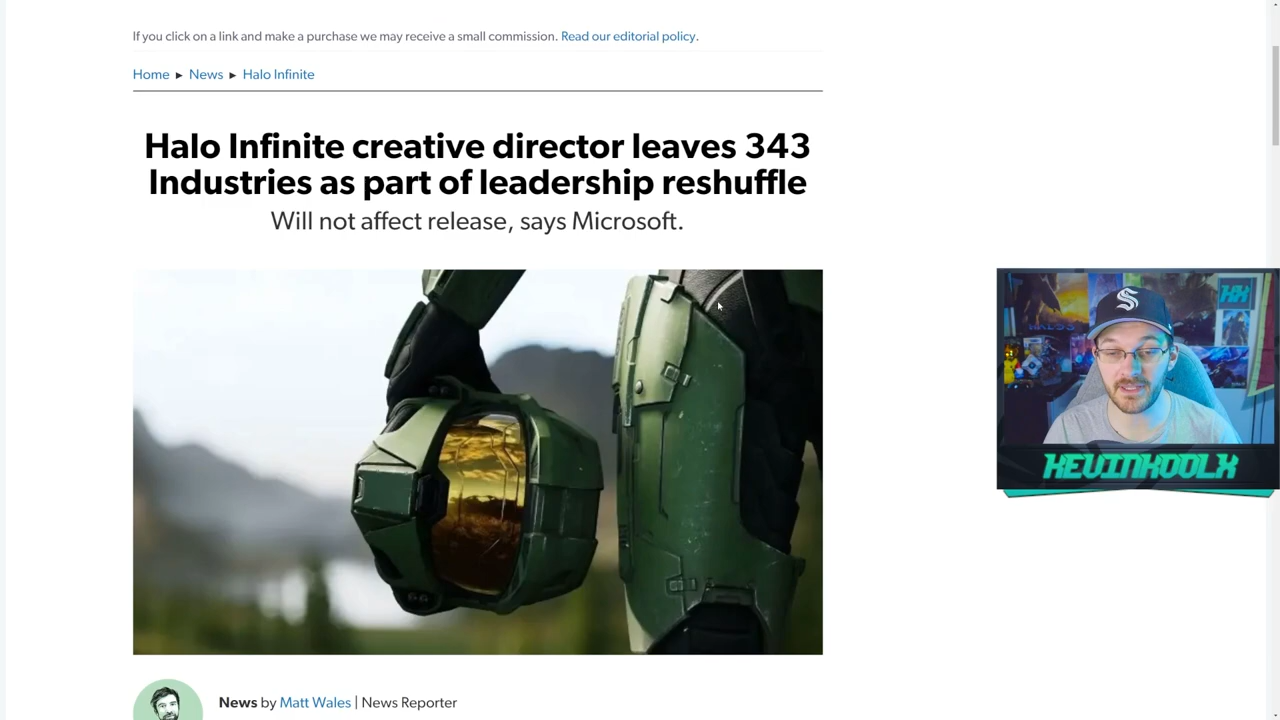 If you click on a link and make a purchase we may receive a small commission. Read our editorial policy.
Home ► News ► Halo Infinite
Halo Infinite creative director leaves 343
Industries as part of leadership reshuffle
Will not affect release, says Microsoft.
KEVINKOOLX
News by Matt Wales | News Reporter